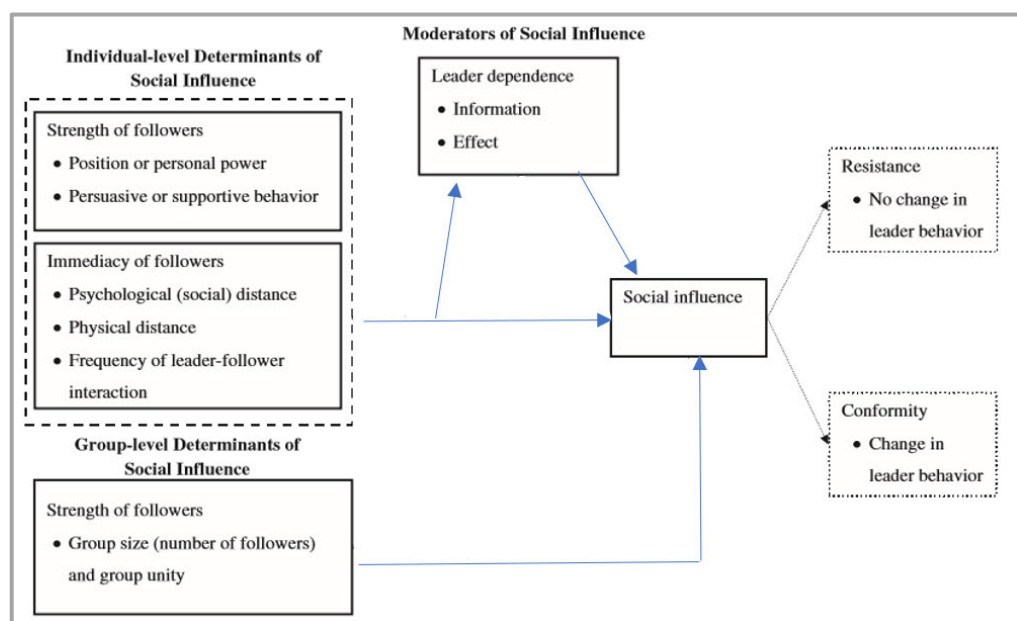 Moderators of Social Influence
Leader dependence
• Information
• Effect
Individual-level Determinants of
Social Influence
Strength of followers
• Position or personal power
• Persuasive or supportive behavior
Immediacy of followers
• Psychological (social) distance
• Physical distance
• Frequency of leader-follower
interaction
Group-level Determinants of
Social Influence
Strength of followers
• Group size (number of followers)
and group unity
Social influence
Resistance
• No change in
leader behavior
Conformity
• Change in
leader behavior